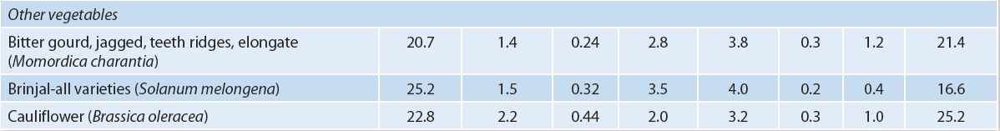 Other vegetables
Bitter gourd, jagged, teeth ridges, elongate 20.7 1.4 0.24 2.8 3.8 0.3 1.2 21.4
(Momordica charantia)
Brinjal-all varieties (Solanum melongena) 25.2 1.5 0.32 3.5 4.0 0.2 0.4 16.6
Cauliflower (Brassica oleracea) 22.8 2.2 0.44 2.0 3.2 0.3 1.0 25.2